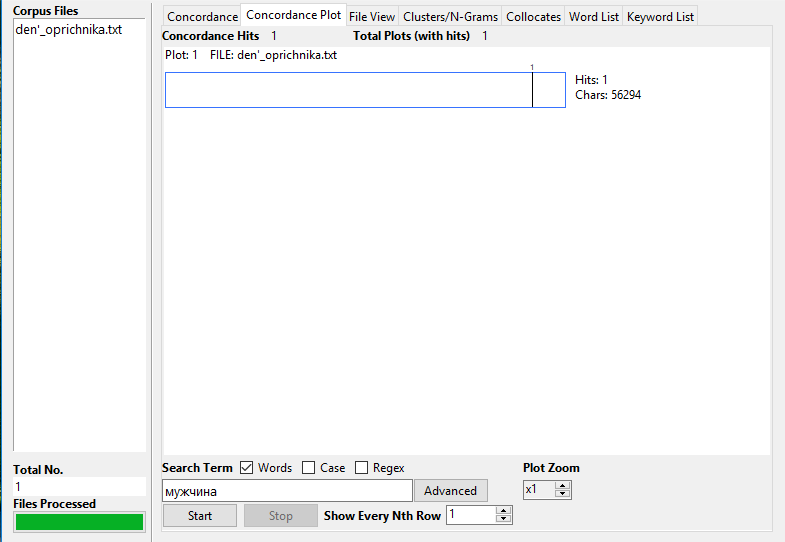 Corpus Files
den'_oprichnika.txt
Total No.
1
Files Processed
Concordance Concordance Plot File View Clusters/N-Grams Collocates Word List Keyword List
Concordance Hits 1 Total Plots (with hits) 1
Plot: 1 FILE: den'_oprichnika.txt
1
Hits: 1
Chars: 56294
Search Term Words Case Regex Plot Zoom
мужчина Advanced x1
Start Stop Show Every Nth Row 1